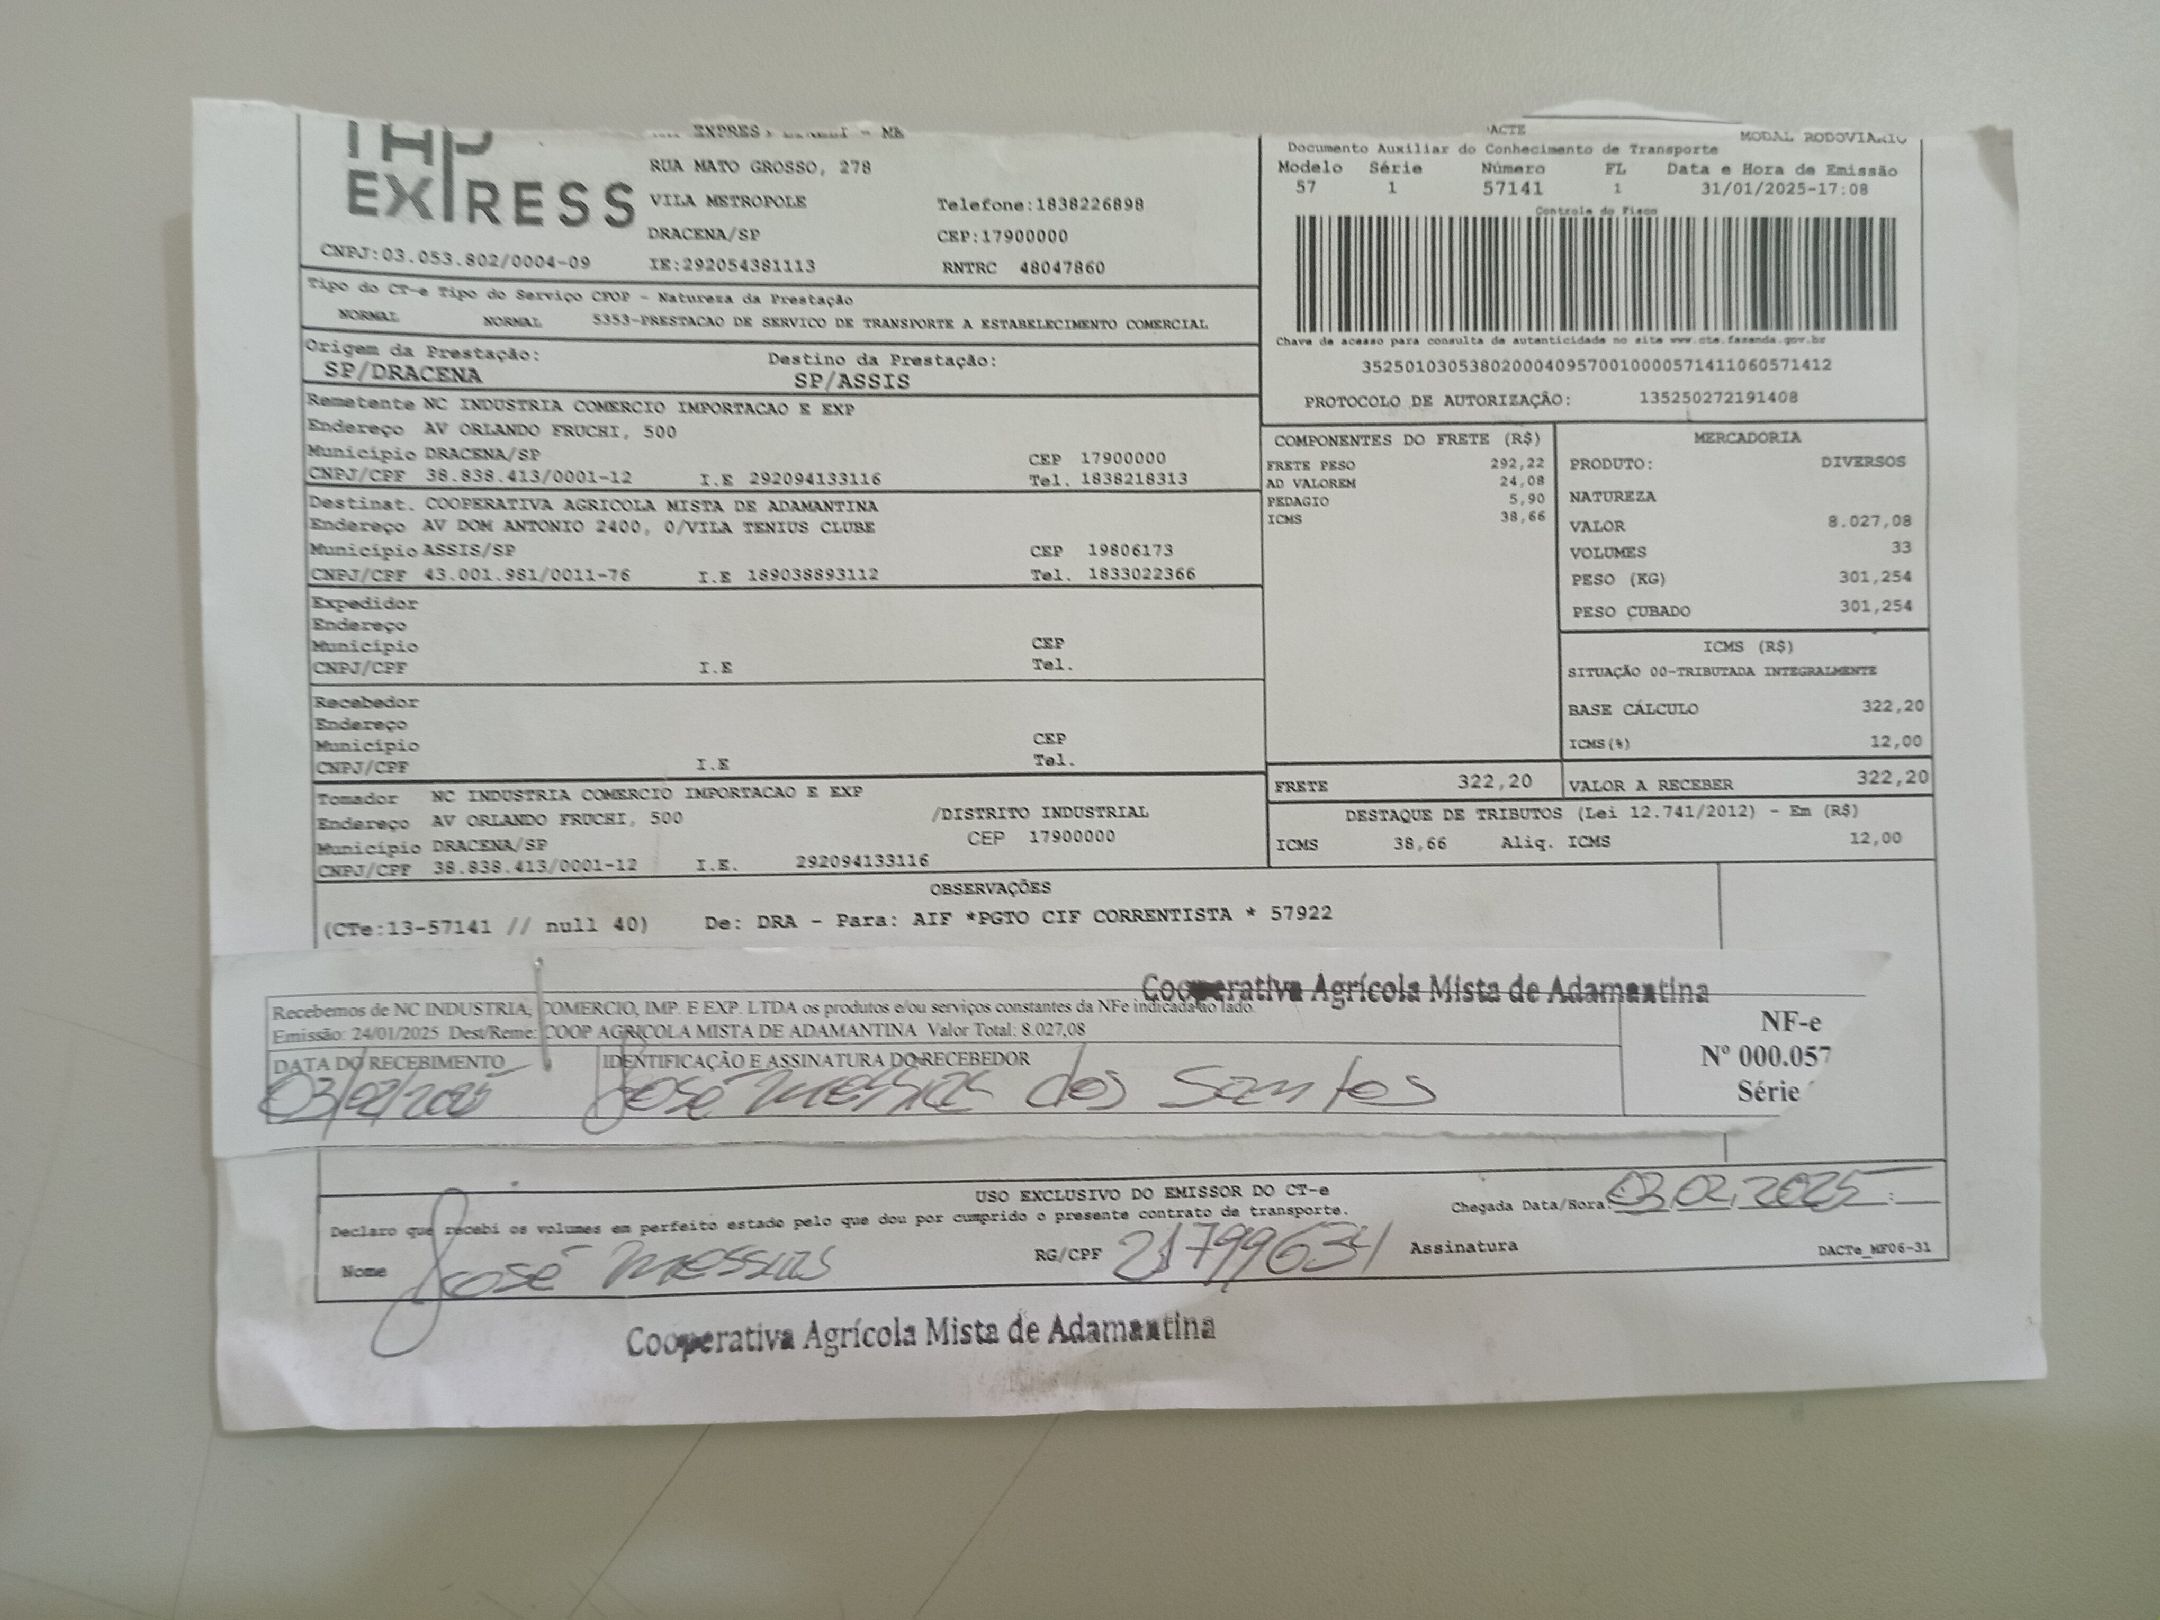 THP
EXPRESS
EXPRES
RUA MATO GROSSO, 278
VILA METROPOLE Telefone:1838226898
DRACENA/SP CEP:17900000
CNPJ:03.053.802/0004-09 IE:292054381113 RNTRC 48047860
DACTE MODAL RODOVIARIO
Documento Auxiliar do Conhecimento de Transporte
Modelo Série Número FL Data e Hora de Emissão
57 1 57141 1 31/01/2025-17:08
Controle do Fisco
Chave de acesso para consulta de autenticidade no site www.cte.fazenda.gov.br
35250103053802000409570010000571411060571412
PROTOCOLO DE AUTORIZAÇÃO: 135250272191408
Tipo do CT-e Tipo do Serviço CFOP - Natureza da Prestação
NORMAL NORMAL 5353-PRESTACAO DE SERVICO DE TRANSPORTE A ESTABELECIMENTO COMERCIAL
Origem da Prestação: Destino da Prestação:
SP/DRACENA SP/ASSIS
Remetente NC INDUSTRIA COMERCIO IMPORTACAO E EXP
Endereço AV ORLANDO FRUCHI, 500
Município DRACENA/SP CEP 17900000
CNPJ/CPF 38.838.413/0001-12 I.E 292094133116 Tel. 1838218313
Destinat. COOPERATIVA AGRICOLA MISTA DE ADAMANTINA
Endereço AV DOM ANTONIO 2400, 0/VILA TENIUS CLUBE
Município ASSIS/SP CEP 19806173
CNPJ/CPF 43.001.981/0011-76 I.E 189038893112 Tel. 1833022366
Expedidor
Endereço
Município CEP
CNPJ/CPF I.E Tel.
Recebedor
Endereço
Município CEP
CNPJ/CPF I.E Tel.
Tomador NC INDUSTRIA COMERCIO IMPORTACAO E EXP
Endereço AV ORLANDO FRUCHI, 500 /DISTRITO INDUSTRIAL
Município DRACENA/SP CEP 17900000
CNPJ/CPF 38.838.413/0001-12 I.E. 292094133116
COMPONENTES DO FRETE (R$)
FRETE PESO 292,22
AD VALOREM 24,08
PEDAGIO 5,90
ICMS 38,66
MERCADORIA
PRODUTO: DIVERSOS
NATUREZA
VALOR 8.027,08
VOLUMES 33
PESO (KG) 301,254
PESO CUBADO 301,254
ICMS (R$)
SITUAÇÃO 00-TRIBUTADA INTEGRALMENTE
BASE CÁLCULO 322,20
ICMS(%) 12,00
FRETE 322,20 VALOR A RECEBER 322,20
DESTAQUE DE TRIBUTOS (Lei 12.741/2012) - Em (R$)
ICMS 38,66 Aliq. ICMS 12,00
OBSERVAÇÕES
(CTe:13-57141 // null 40) De: DRA - Para: AIF *PGTO CIF CORRENTISTA * 57922
Cooperativa Agrícola Mista de Adamantina
Recebemos de NC INDUSTRIA, COMERCIO, IMP. E EXP. LTDA os produtos e/ou serviços constantes da NFe indicada ao lado.
Emissão: 24/01/2025 Dest/Reme: COOP AGRICOLA MISTA DE ADAMANTINA Valor Total: 8.027,08
DATA DO RECEBIMENTO IDENTIFICAÇÃO E ASSINATURA DO RECEBEDOR
03/02/2025 José Messias dos Santos
NF-e
Nº 000.057
Série
USO EXCLUSIVO DO EMISSOR DO CT-e
Declaro que recebi os volumes em perfeito estado pelo que dou por cumprido o presente contrato de transporte. Chegada Data/Hora: 03.02.2025 :
Nome José Messias RG/CPF 217996341 Assinatura DACTe_MF06-31
Cooperativa Agrícola Mista de Adamantina